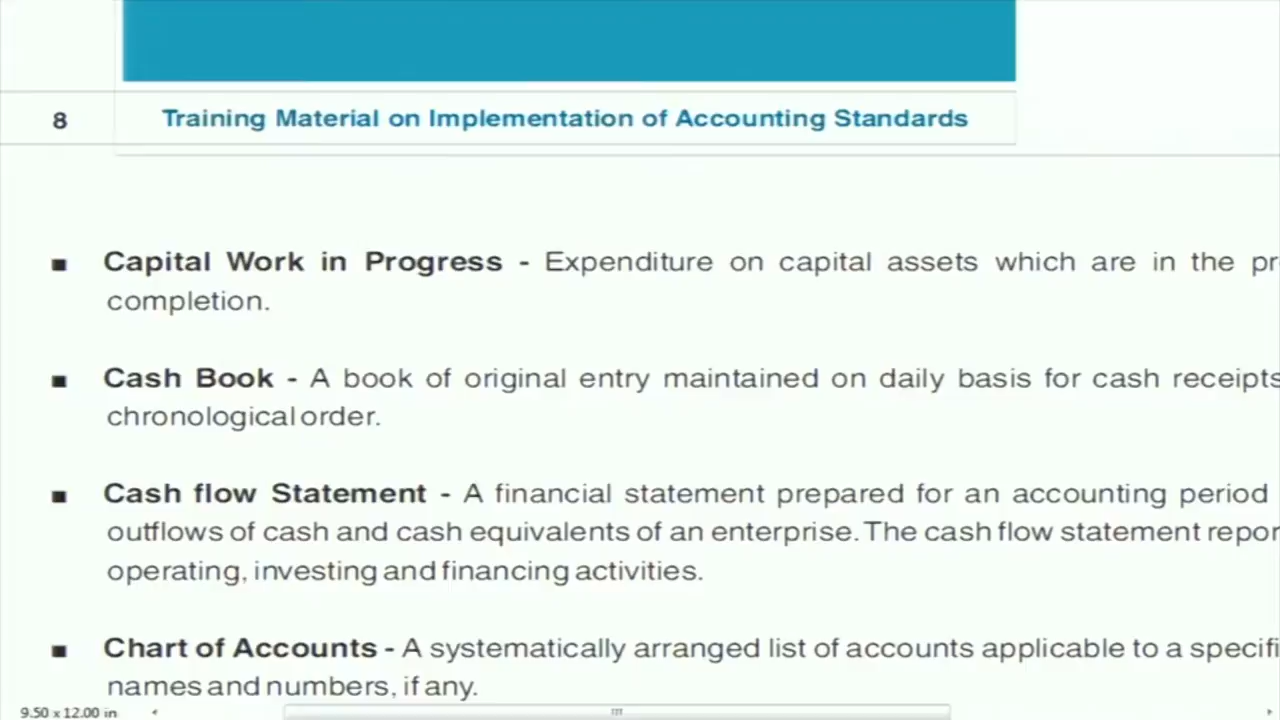 8
Training Material on Implementation of Accounting Standards
■ Capital Work in Progress - Expenditure on capital assets which are in the
completion.
■ Cash Book - A book of original entry maintained on daily basis for cash receipts
chronological order.
■ Cash flow Statement - A financial statement prepared for an accounting period
outflows of cash and cash equivalents of an enterprise. The cash flow statement
operating, investing and financing activities.
■ Chart of Accounts - A systematically arranged list of accounts applicable to a
names and numbers, if any.
9.50 x 12.00 in